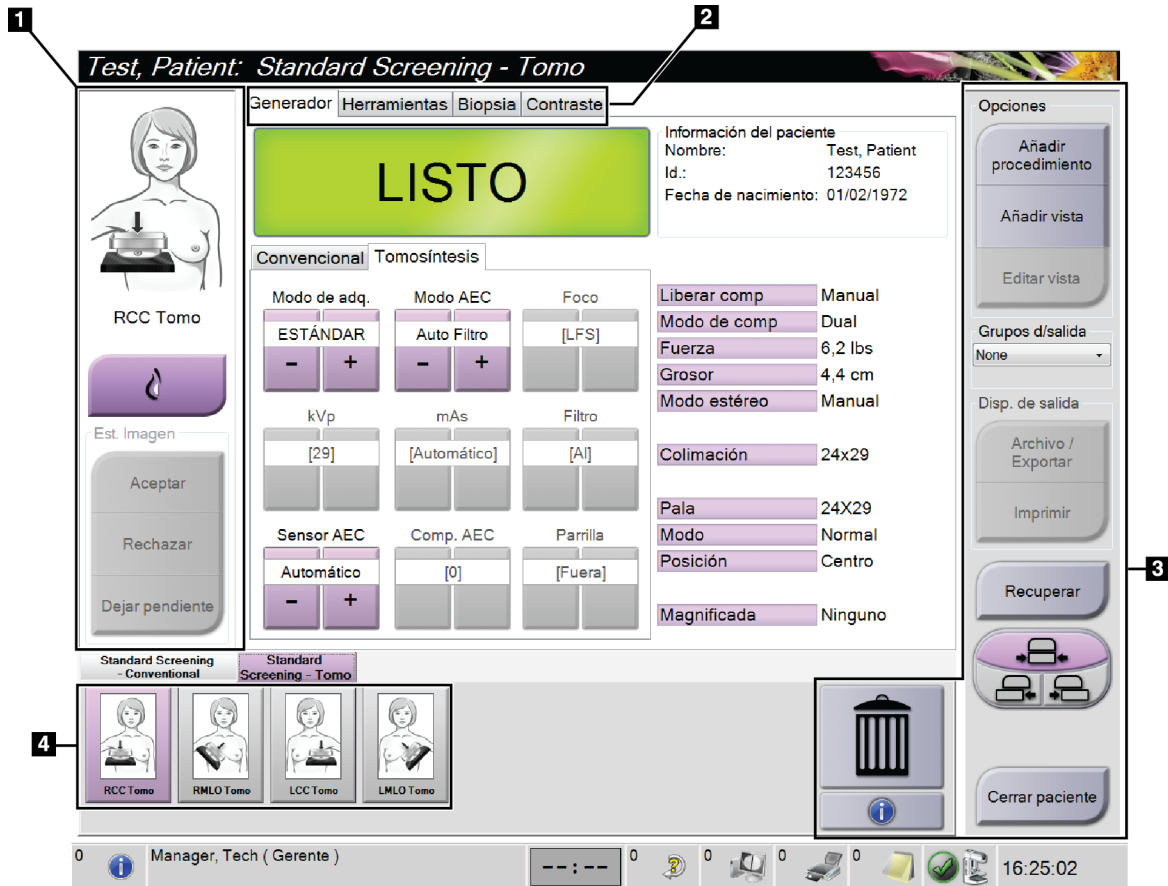 1
2
Test, Patient: Standard Screening - Tomo
Generador Herramientas Biopsia Contraste
LISTO
Información del paciente
Nombre: Test, Patient
Id.: 123456
Fecha de nacimiento: 01/02/1972
RCC Tomo
Est. Imagen
Aceptar
Rechazar
Dejar pendiente
Convencional Tomosíntesis
Modo de adq. Modo AEC Foco
ESTÁNDAR Auto Filtro [LFS]
- + - +
kVp mAs Filtro
[29] [Automático] [Al]
Sensor AEC Comp. AEC Parrilla
Automático [0] [Fuera]
- +
Liberar comp Manual
Modo de comp Dual
Fuerza 6,2 lbs
Grosor 4,4 cm
Modo estéreo Manual
Colimación 24x29
Pala 24X29
Modo Normal
Posición Centro
Magnificada Ninguno
Opciones
Añadir
procedimiento
Añadir vista
Editar vista
Grupos d/salida
None
Disp. de salida
Archivo /
Exportar
Imprimir
Recuperar
Cerrar paciente
3
Standard Screening
- Conventional
Standard
Screening - Tomo
4
RCC Tomo RMLO Tomo LCC Tomo LMLO Tomo
0 Manager, Tech ( Gerente ) --:-- 0 0 0 0 16:25:02